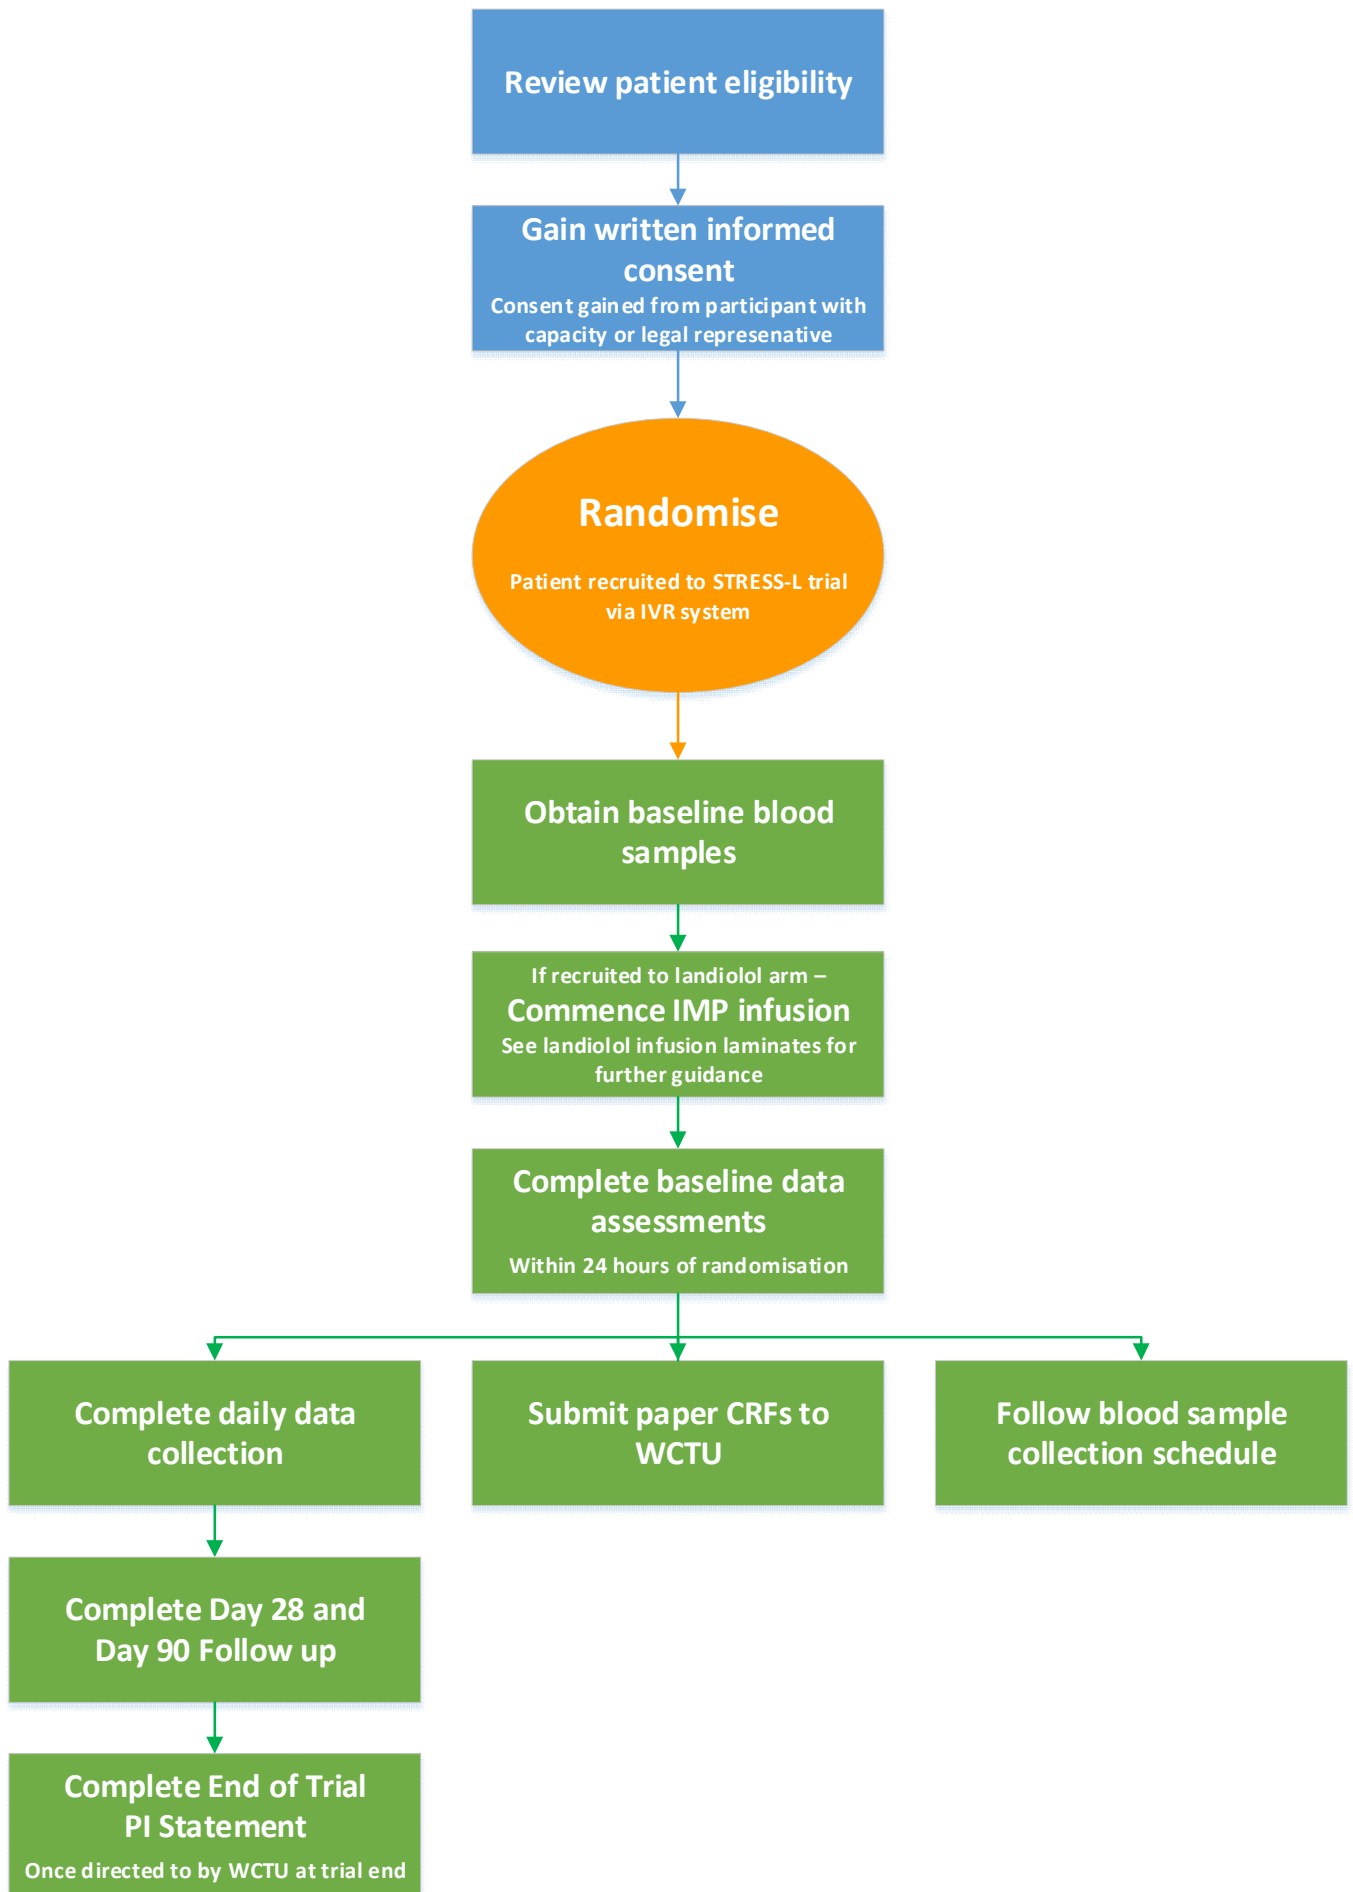 Review patient eligibility
Gain written informed
consent
Consent gained from participant with
capacity or legal represenative
Randomise
Patient recruited to STRESS-L trial
via IVR system
Obtain baseline blood
samples
If recruited to landiolol arm –
Commence IMP infusion
See landiolol infusion laminates for
further guidance
Complete baseline data
assessments
Within 24 hours of randomisation
Complete daily data
collection
Submit paper CRFs to
WCTU
Follow blood sample
collection schedule
Complete Day 28 and
Day 90 Follow up
Complete End of Trial
PI Statement
Once directed to by WCTU at trial end